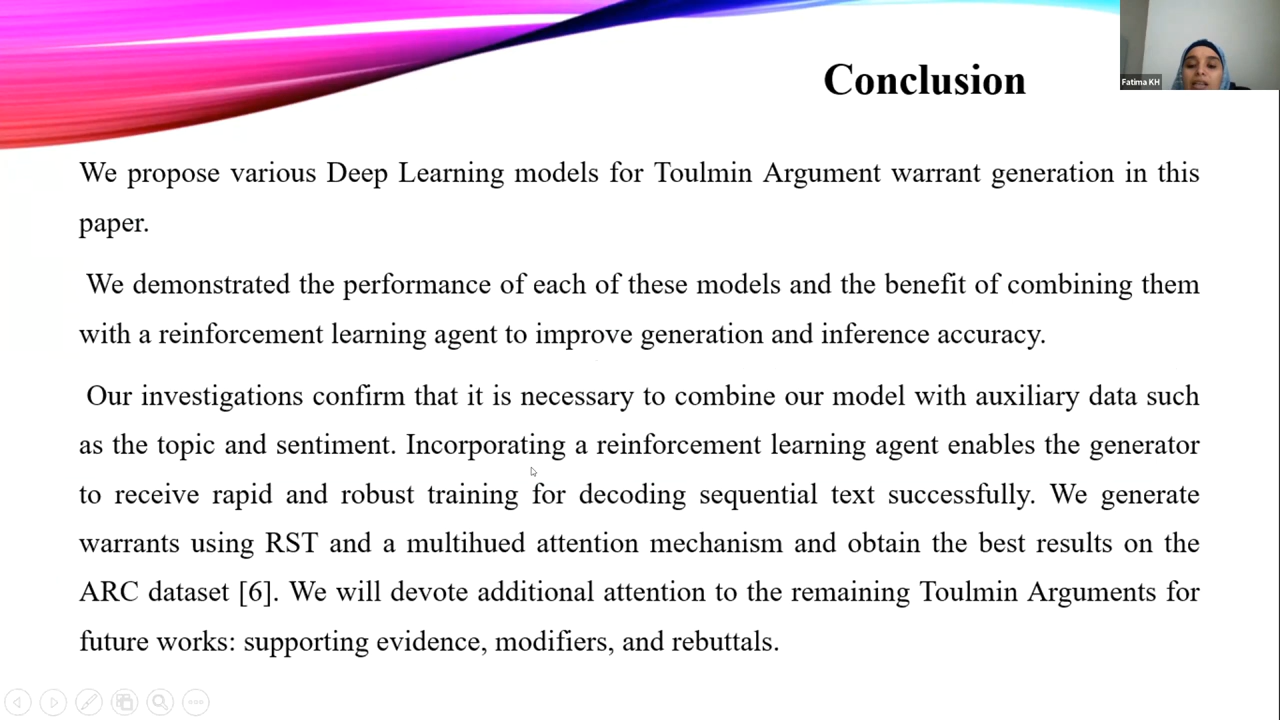 Conclusion
Fatima KH
We propose various Deep Learning models for Toulmin Argument warrant generation in this
paper.
We demonstrated the performance of each of these models and the benefit of combining them
with a reinforcement learning agent to improve generation and inference accuracy.
Our investigations confirm that it is necessary to combine our model with auxiliary data such
as the topic and sentiment. Incorporating a reinforcement learning agent enables the generator
to receive rapid and robust training for decoding sequential text successfully. We generate
warrants using RST and a multihued attention mechanism and obtain the best results on the
ARC dataset [6]. We will devote additional attention to the remaining Toulmin Arguments for
future works: supporting evidence, modifiers, and rebuttals.